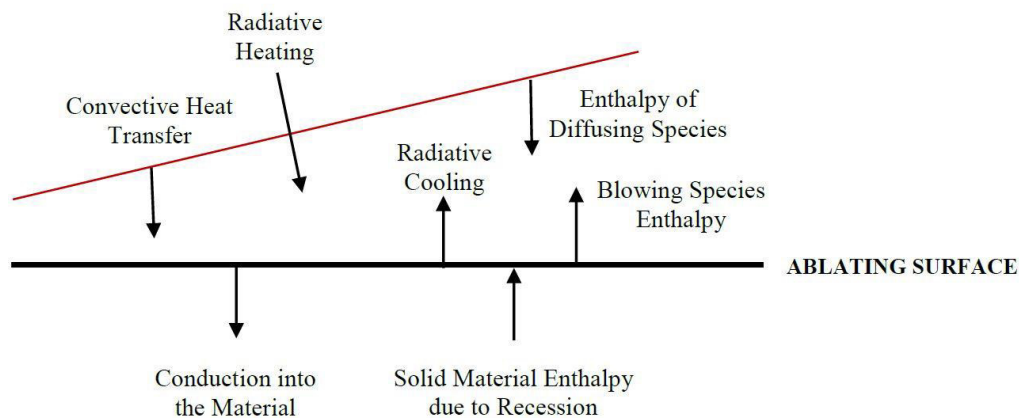 Radiative
Heating
Convective Heat
Transfer
Enthalpy of
Diffusing Species
Radiative
Cooling
Blowing Species
Enthalpy
ABLATING SURFACE
Conduction into
the Material
Solid Material Enthalpy
due to Recession